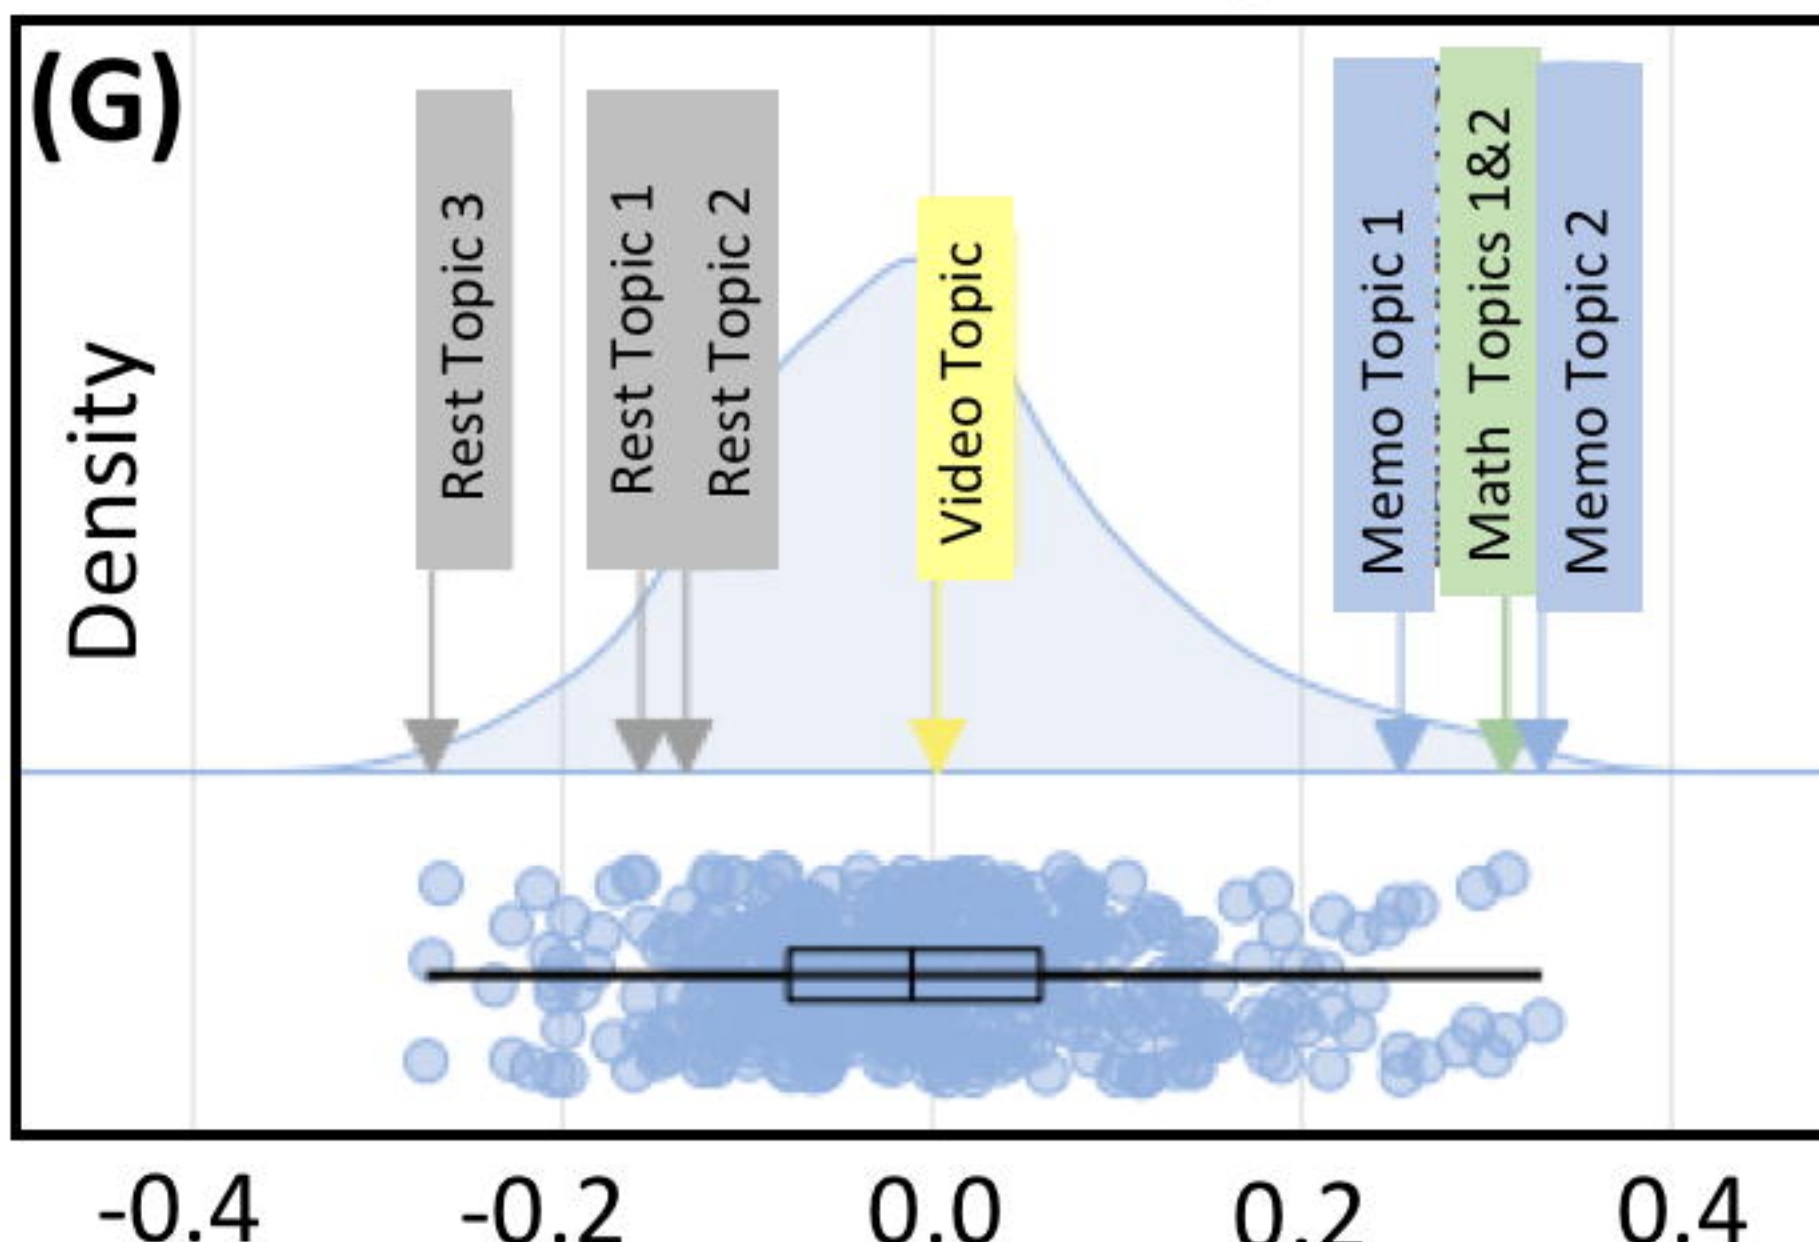 (G)
Density
Rest Topic 3
Rest Topic 1
Rest Topic 2
Video Topic
Memo Topic 1
Math Topics 1&2
Memo Topic 2
-0.4
-0.2
0.0
0.2
0.4